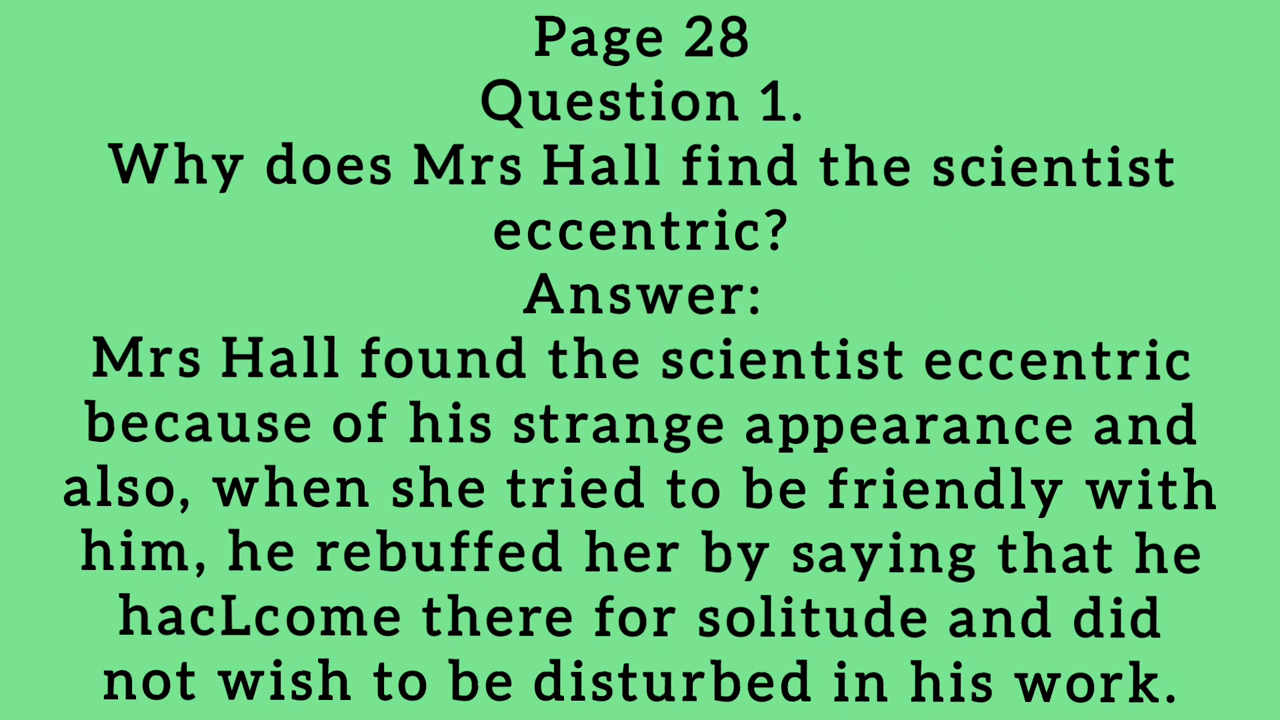 Page 28
Question 1.
Why does Mrs Hall find the scientist
eccentric?
Answer:
Mrs Hall found the scientist eccentric
because of his strange appearance and
also, when she tried to be friendly with
him, he rebuffed her by saying that he
hacLcome there for solitude and did
not wish to be disturbed in his work.